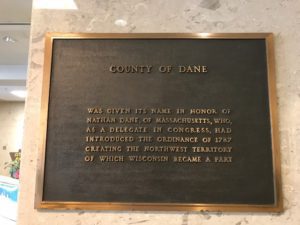 COUNTY OF DANE
WAS GIVEN ITS NAME IN HONOR OF
NATHAN DANE OF MASSACHUSETTS, WHO,
AS A DELEGATE IN CONGRESS, HAD
INTRODUCED THE ORDINANCE OF 1787
CREATING THE NORTHWEST TERRITORY
OF WHICH WISCONSIN BECAME A PART